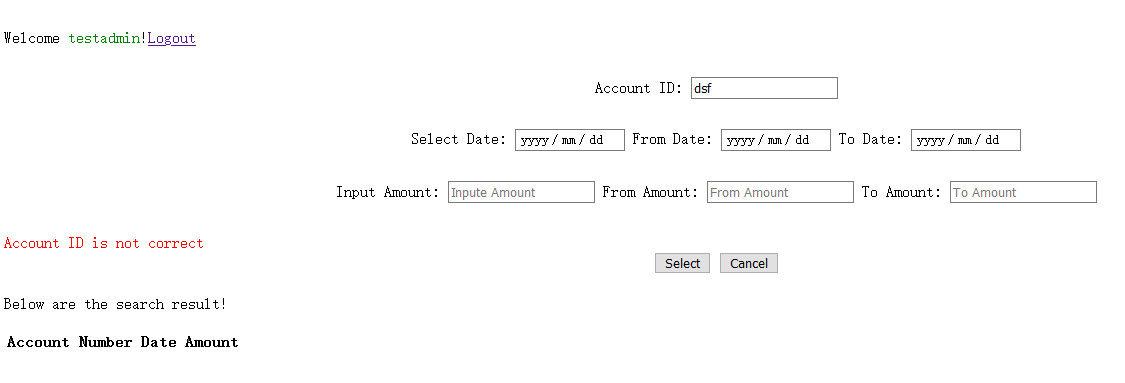 Welcome testadmin!Logout
Account ID: dsf
Select Date: yyyy / mm / dd From Date: yyyy / mm / dd To Date: yyyy / mm / dd
Input Amount: Inpute Amount From Amount: From Amount To Amount: To Amount
Account ID is not correct
Select Cancel
Below are the search result!
Account Number Date Amount